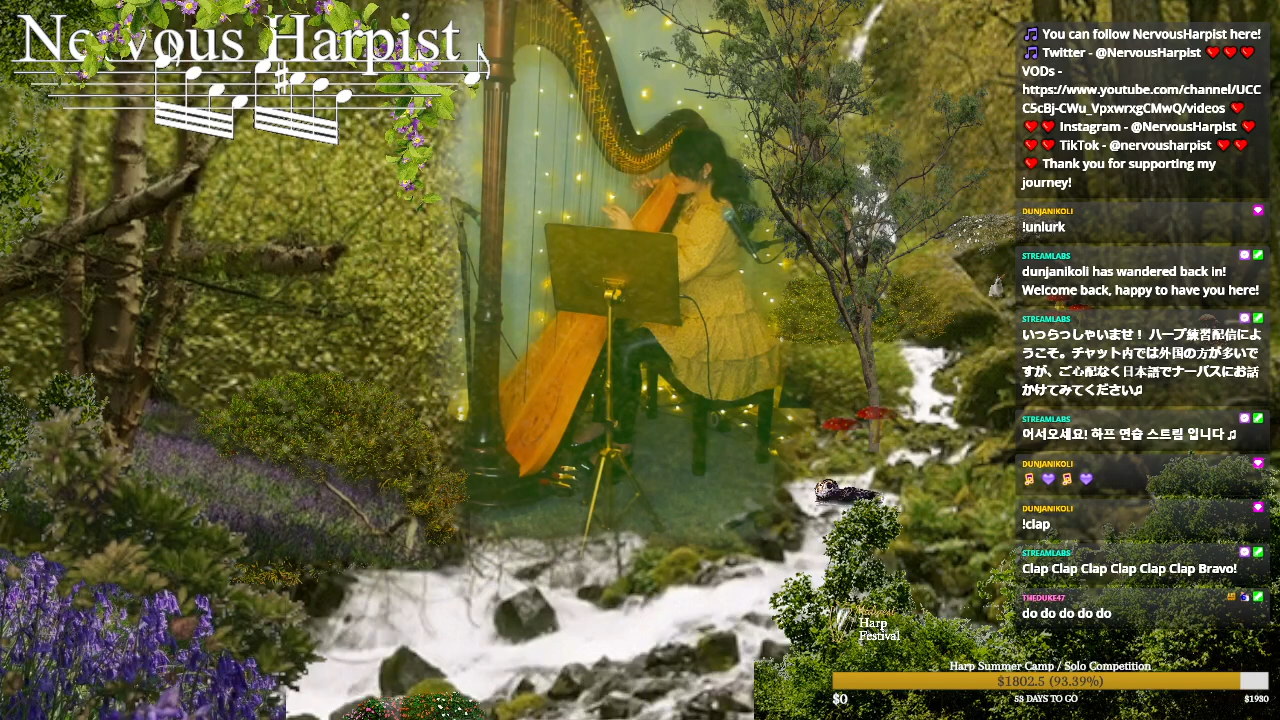 Nervous Harpist
🎵 You can follow NervousHarpist here!
🎵 Twitter - @NervousHarpist ❤️ ❤️ ❤️
VODs -
https://www.youtube.com/channel/UCC
C5cBj-CWu_VpxwrxgCMwQ/videos ❤️
❤️ ❤️ Instagram - @NervousHarpist ❤️
❤️ ❤️ TikTok - @nervousharpist ❤️ ❤️
❤️ Thank you for supporting my
journey!
DUNJANIKOLI
!unlurk
STREAMLABS
dunjanikoli has wandered back in!
Welcome back, happy to have you here!
STREAMLABS
いらっしゃいませ！ ハープ練習配信によ
うこそ。チャット内では外国の方が多いで
すが、ご心配なく日本語でナーバスにお話
かけてみてください♫
STREAMLABS
어서오세요! 하프 연습 스트림 입니다 ♫
DUNJANIKOLI
DUNJANIKOLI
!clap
STREAMLABS
Clap Clap Clap Clap Clap Clap Bravo!
THEDUKE47
do do do do do
Harp
Festival
Harp Summer Camp / Solo Competition
$1802.5 (93.39%)
$0 53 DAYS TO GO $1930